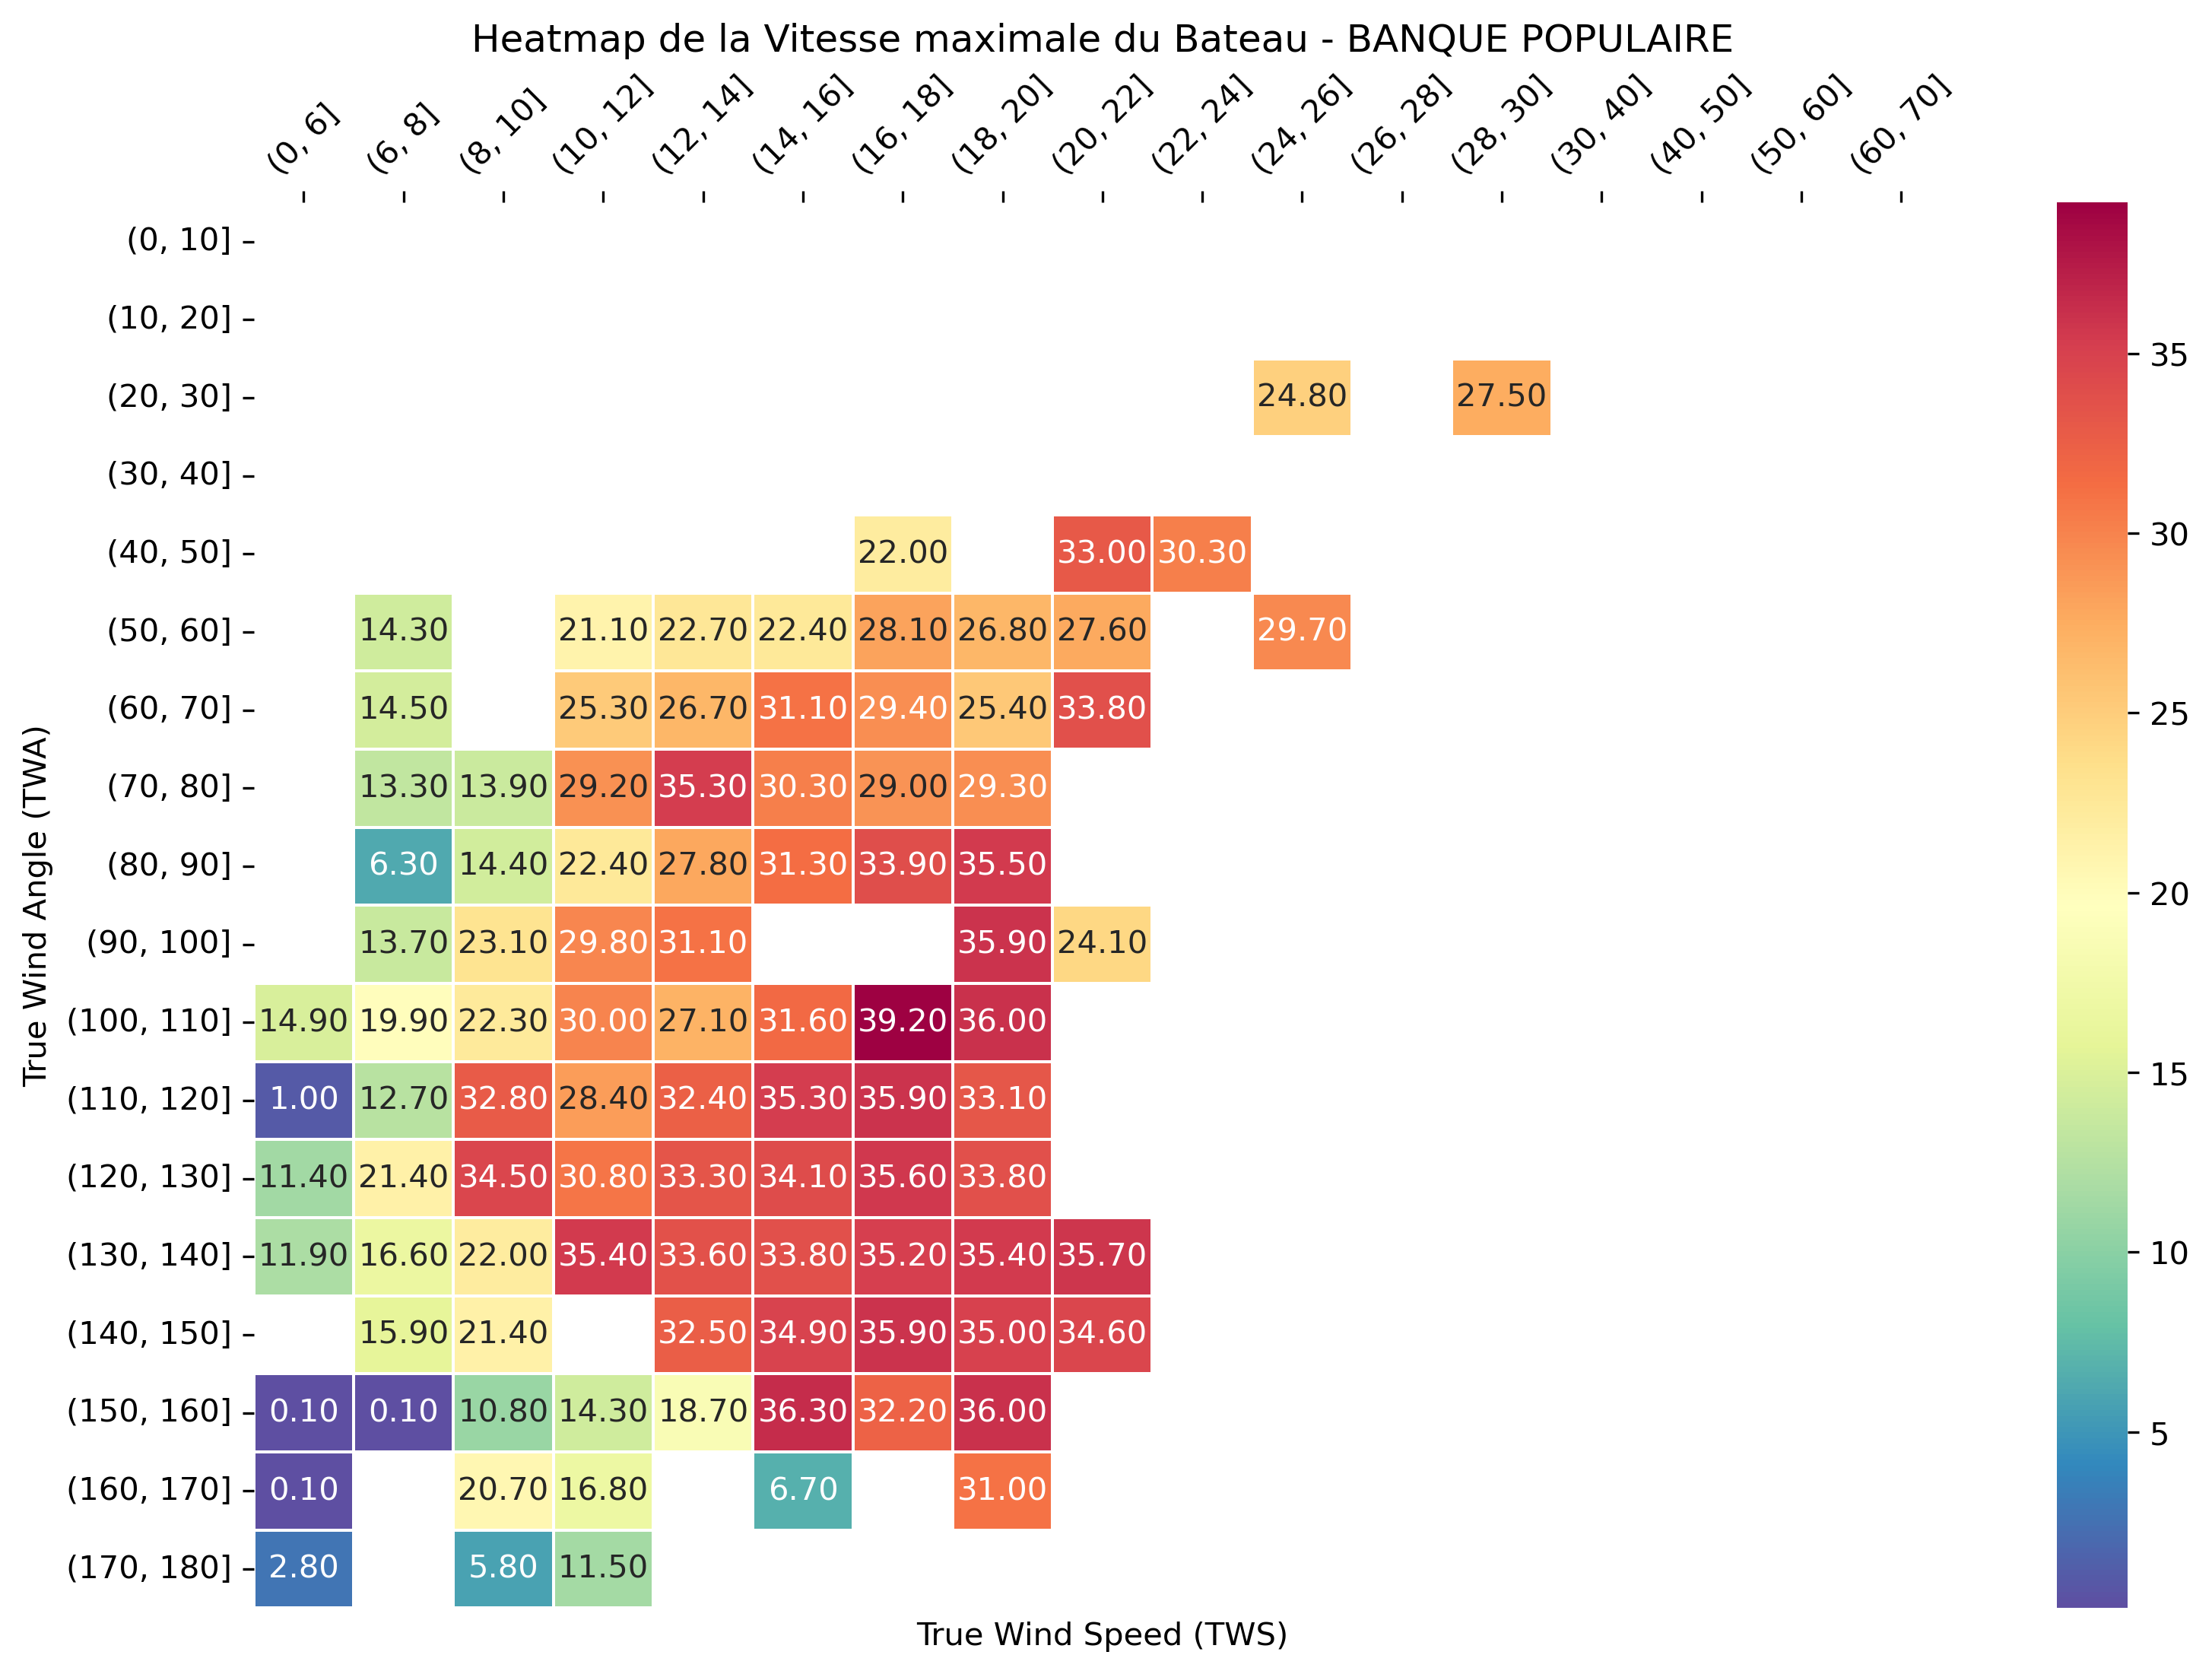 Heatmap de la Vitesse maximale du Bateau - BANQUE POPULAIRE
(0, 6] (6, 8] (8, 10] (10, 12] (12, 14] (14, 16] (16, 18] (18, 20] (20, 22] (22, 24] (24, 26] (26, 28] (28, 30] (30, 40] (40, 50] (50, 60] (60, 70]
(0, 10]
(10, 20]
(20, 30] 24.80 27.50
(30, 40]
(40, 50] 22.00 33.00 30.30
(50, 60] 14.30 21.10 22.70 22.40 28.10 26.80 27.60 29.70
(60, 70] 14.50 25.30 26.70 31.10 29.40 25.40 33.80
(70, 80] 13.30 13.90 29.20 35.30 30.30 29.00 29.30
(80, 90] 6.30 14.40 22.40 27.80 31.30 33.90 35.50
(90, 100] 13.70 23.10 29.80 31.10 35.90 24.10
(100, 110] 14.90 19.90 22.30 30.00 27.10 31.60 39.20 36.00
(110, 120] 1.00 12.70 32.80 28.40 32.40 35.30 35.90 33.10
(120, 130] 11.40 21.40 34.50 30.80 33.30 34.10 35.60 33.80
(130, 140] 11.90 16.60 22.00 35.40 33.60 33.80 35.20 35.40 35.70
(140, 150] 15.90 21.40 32.50 34.90 35.90 35.00 34.60
(150, 160] 0.10 0.10 10.80 14.30 18.70 36.30 32.20 36.00
(160, 170] 0.10 20.70 16.80 6.70 31.00
(170, 180] 2.80 5.80 11.50
True Wind Angle (TWA)
True Wind Speed (TWS)
35
30
25
20
15
10
5